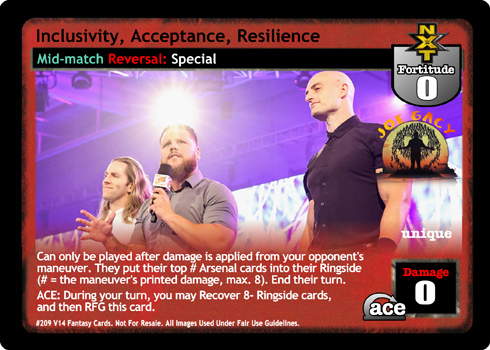 Inclusivity, Acceptance, Resilience
NXT
Mid-match Reversal: Special
Fortitude
0
JOE GACY
unique
Can only be played after damage is applied from your opponent's
maneuver. They put their top # Arsenal cards into their Ringside
(# = the maneuver's printed damage, max. 8). End their turn.
ACE: During your turn, you may Recover 8- Ringside cards,
and then RFG this card.
Damage
0
ace
#209 V14 Fantasy Cards. Not For Resale. All Images Used Under Fair Use Guidelines.